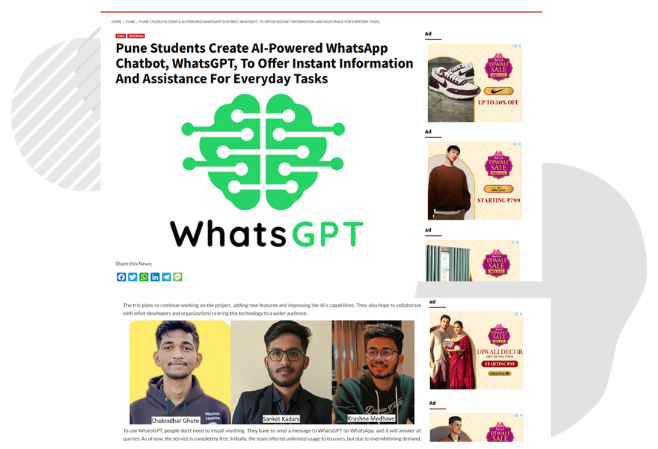 HOME / PUNE / PUNE STUDENTS CREATE AI-POWERED WHATSAPP CHATBOT, WHATSGPT, TO OFFER INSTANT INFORMATION AND ASSISTANCE FOR EVERYDAY TASKS
Pune Students Create AI-Powered WhatsApp
Chatbot, WhatsGPT, To Offer Instant Information
And Assistance For Everyday Tasks
WhatsGPT
Share this News:
The trio plans to continue working on the project, adding new features and improving the AI's capabilities. They also hope to collaborate
with other developers and organizations to bring this technology to a wider audience.
Chakradhar Ghute
Sanket Kadam
Krushna Modhave
To use WhatsGPT, people don't need to install anything. They have to send a message to WhatsGPT on WhatsApp, and it will answer all
queries. As of now, the service is completely free. Initially, the team offered unlimited usage to its users, but due to overwhelming demand,
Ad
DIWALI
SALE
UP TO 50% OFF
Ad
DIWALI
SALE
STARTING ₹799
ad
DIWALI
SALE
ad
DIWALI
SALE
DIWALI DECOR
STARTING ₹99
Ad
DIWALI
SALE